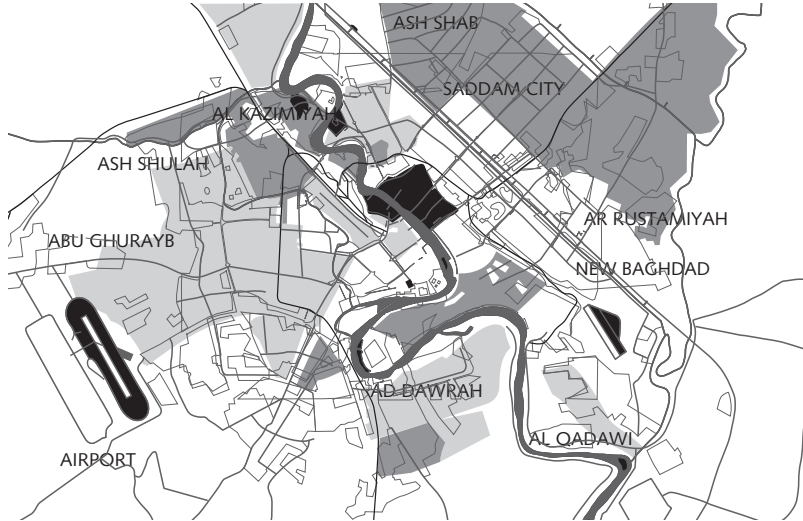 ASH SHAB
SADDAM CITY
AL KAZIMIYAH
ASH SHULAH
AR RUSTAMIYAH
ABU GHURAYB
NEW BAGHDAD
AD DAWRAH
AL QADAWI
AIRPORT